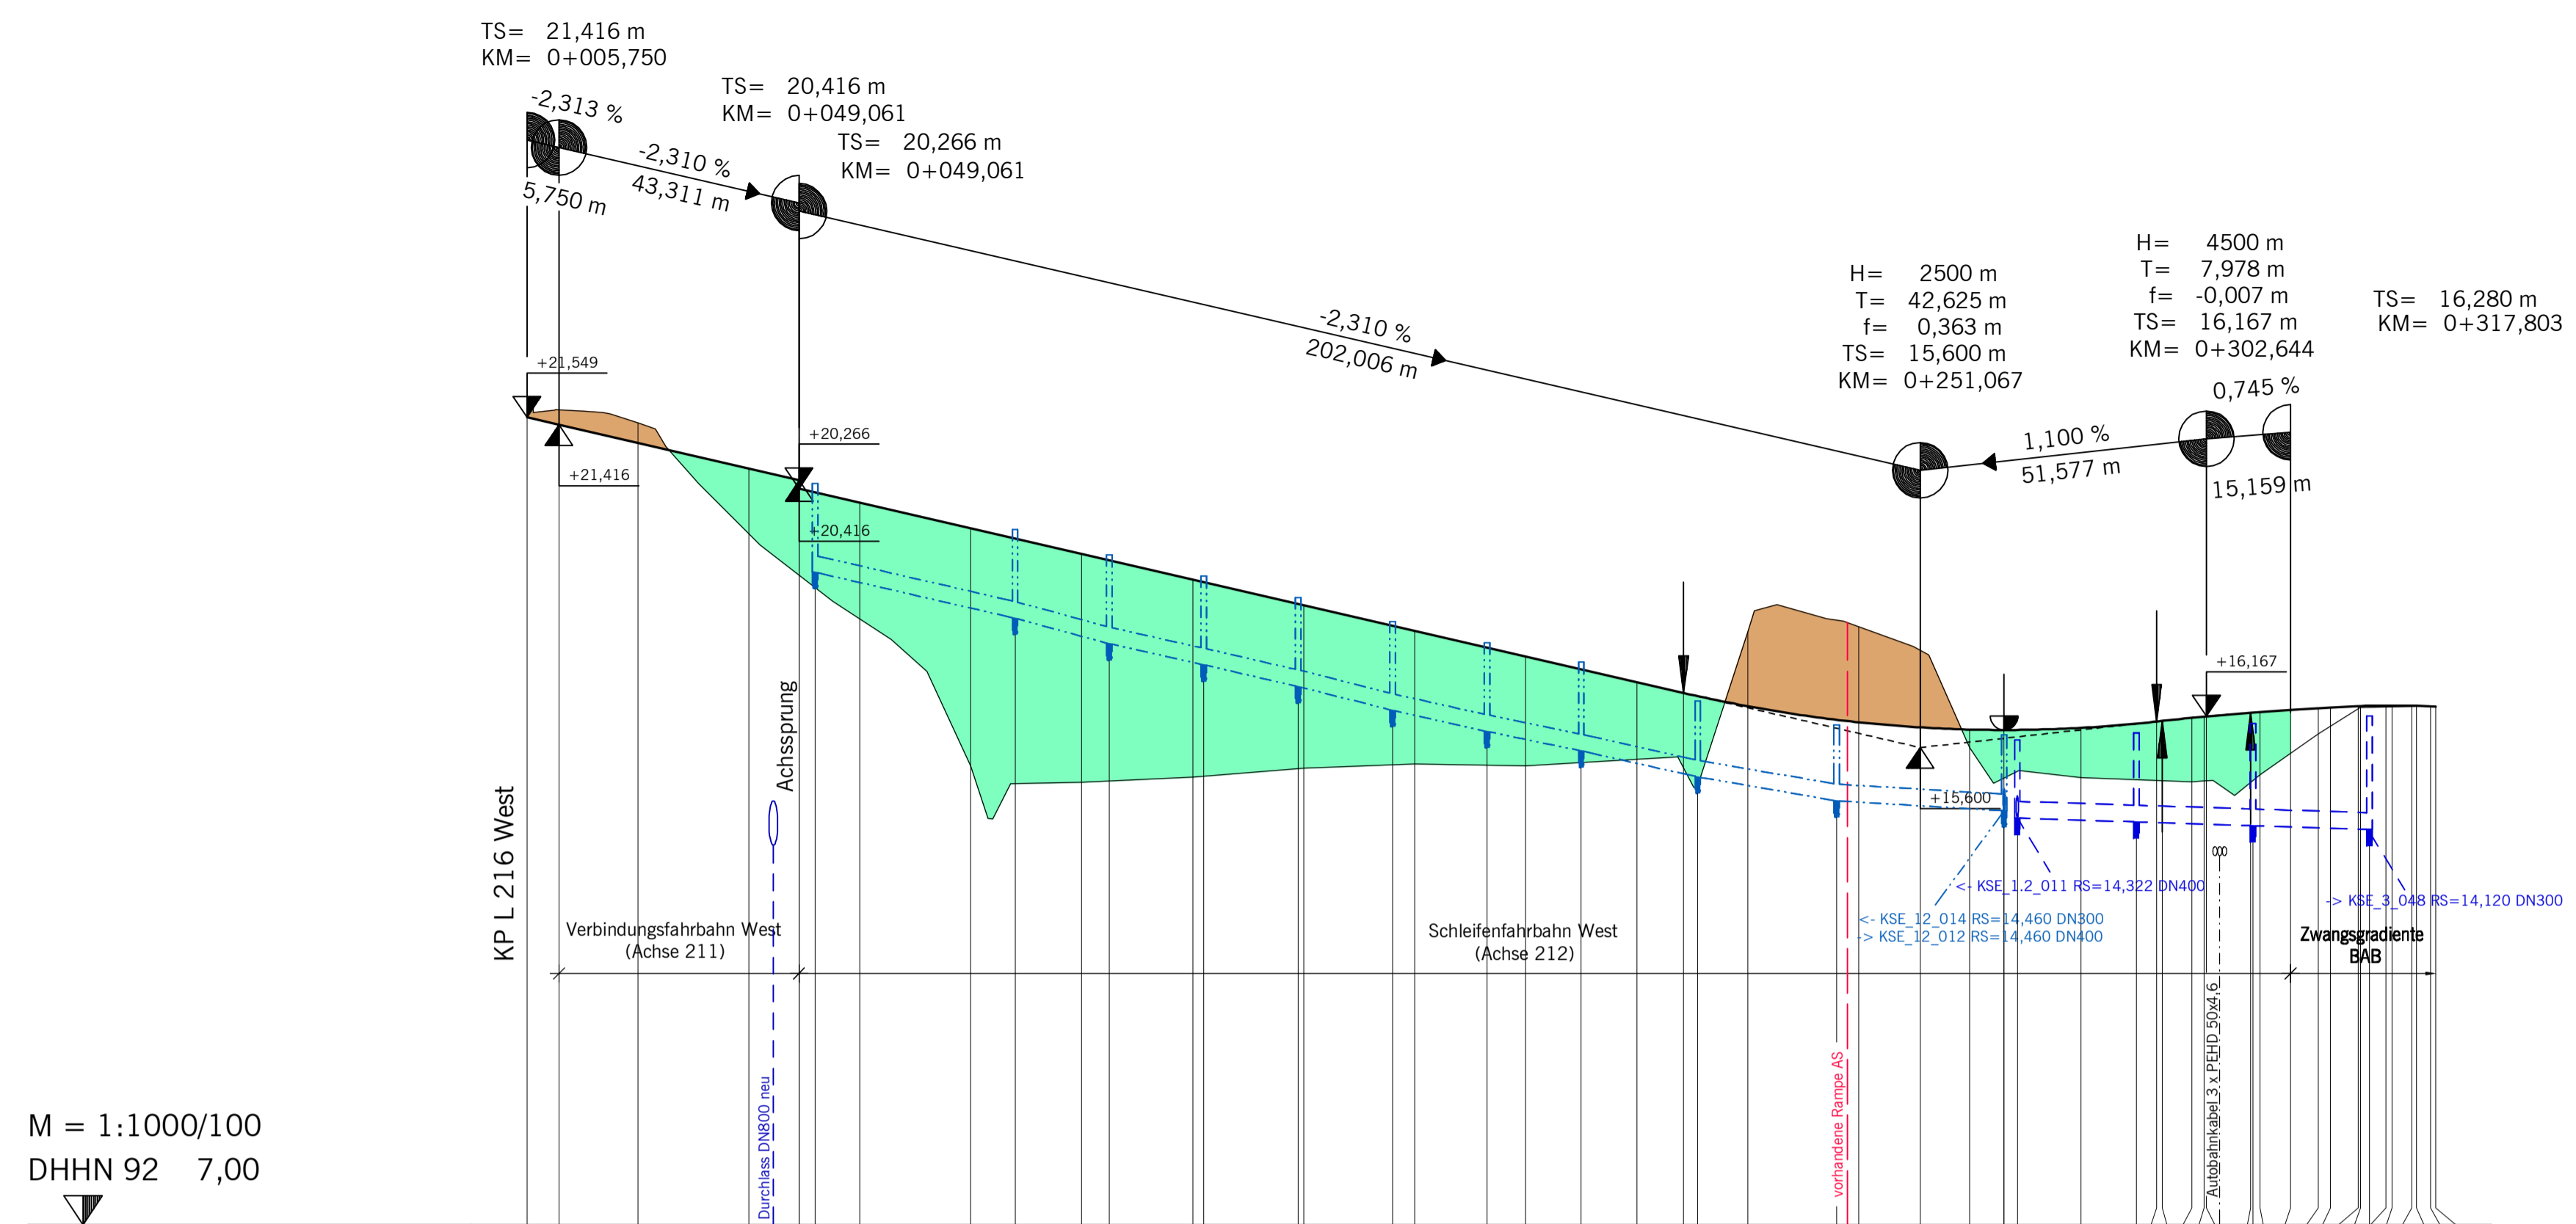 TS= 21,416 m
KM= 0+005,750
-2,313 %
5,750 m
TS= 20,416 m
KM= 0+049,061
-2,310 %
43,311 m
TS= 20,266 m
KM= 0+049,061
-2,310 %
202,006 m
H= 2500 m
T= 42,625 m
f= 0,363 m
TS= 15,600 m
KM= 0+251,067
H= 4500 m
T= 7,978 m
f= -0,007 m
TS= 16,167 m
KM= 0+302,644
TS= 16,280 m
KM= 0+317,803
1,100 %
51,577 m
0,745 %
15,159 m
+21,549
+21,416
+20,266
+20,416
+16,167
+15,600
KP L 216 West
Achssprung
Verbindungsfahrbahn West
(Achse 211)
Schleifenfahrbahn West
(Achse 212)
<- KSE_1.2_011 RS=14,322 DN400
<- KSE_12_014 RS=14,460 DN300
-> KSE_12_012 RS=14,460 DN400
-> KSE_3_048 RS=14,120 DN300
Zwangsgradiente
BAB
Durchlass DN800 neu
vorhandene Rampe AS
Autobahnkabel 3 x PEHD 50x4,6
M = 1:1000/100
DHHN 92 7,00